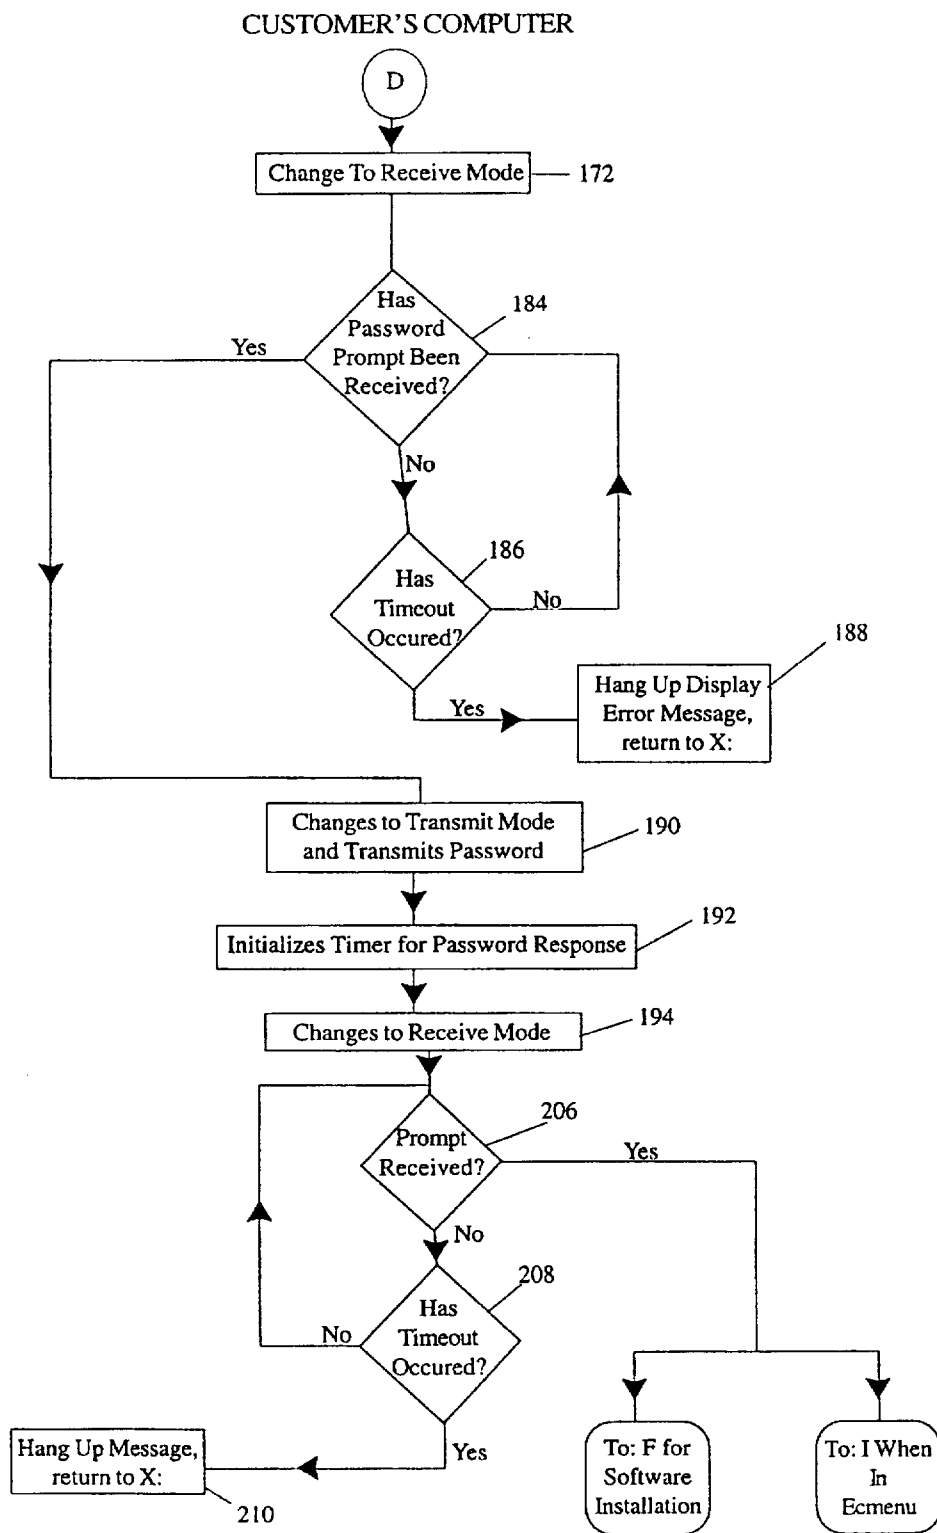 CUSTOMER'S COMPUTER
D
Change To Receive Mode
172
Has
Password
Prompt Been
Received?
184
Yes
No
Has
Timeout
Occured?
186
No
Yes
Hang Up Display
Error Message,
return to X:
188
Changes to Transmit Mode
and Transmits Password
190
Initializes Timer for Password Response
192
Changes to Receive Mode
194
Prompt
Received?
206
Yes
No
Has
Timeout
Occured?
208
No
Yes
Hang Up Message,
return to X:
210
To: F for
Software
Installation
To: I When
In
Ecmenu